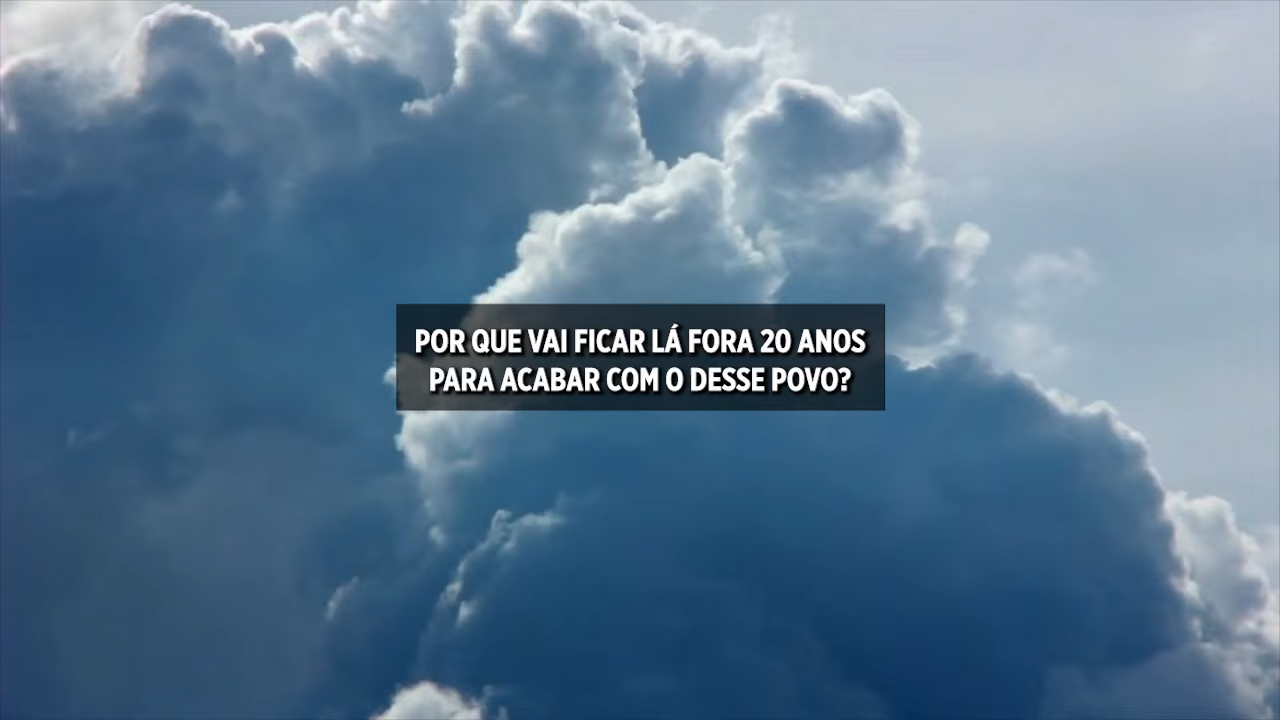 POR QUE VAI FICAR LÁ FORA 20 ANOS
PARA ACABAR COM O DESSE POVO?